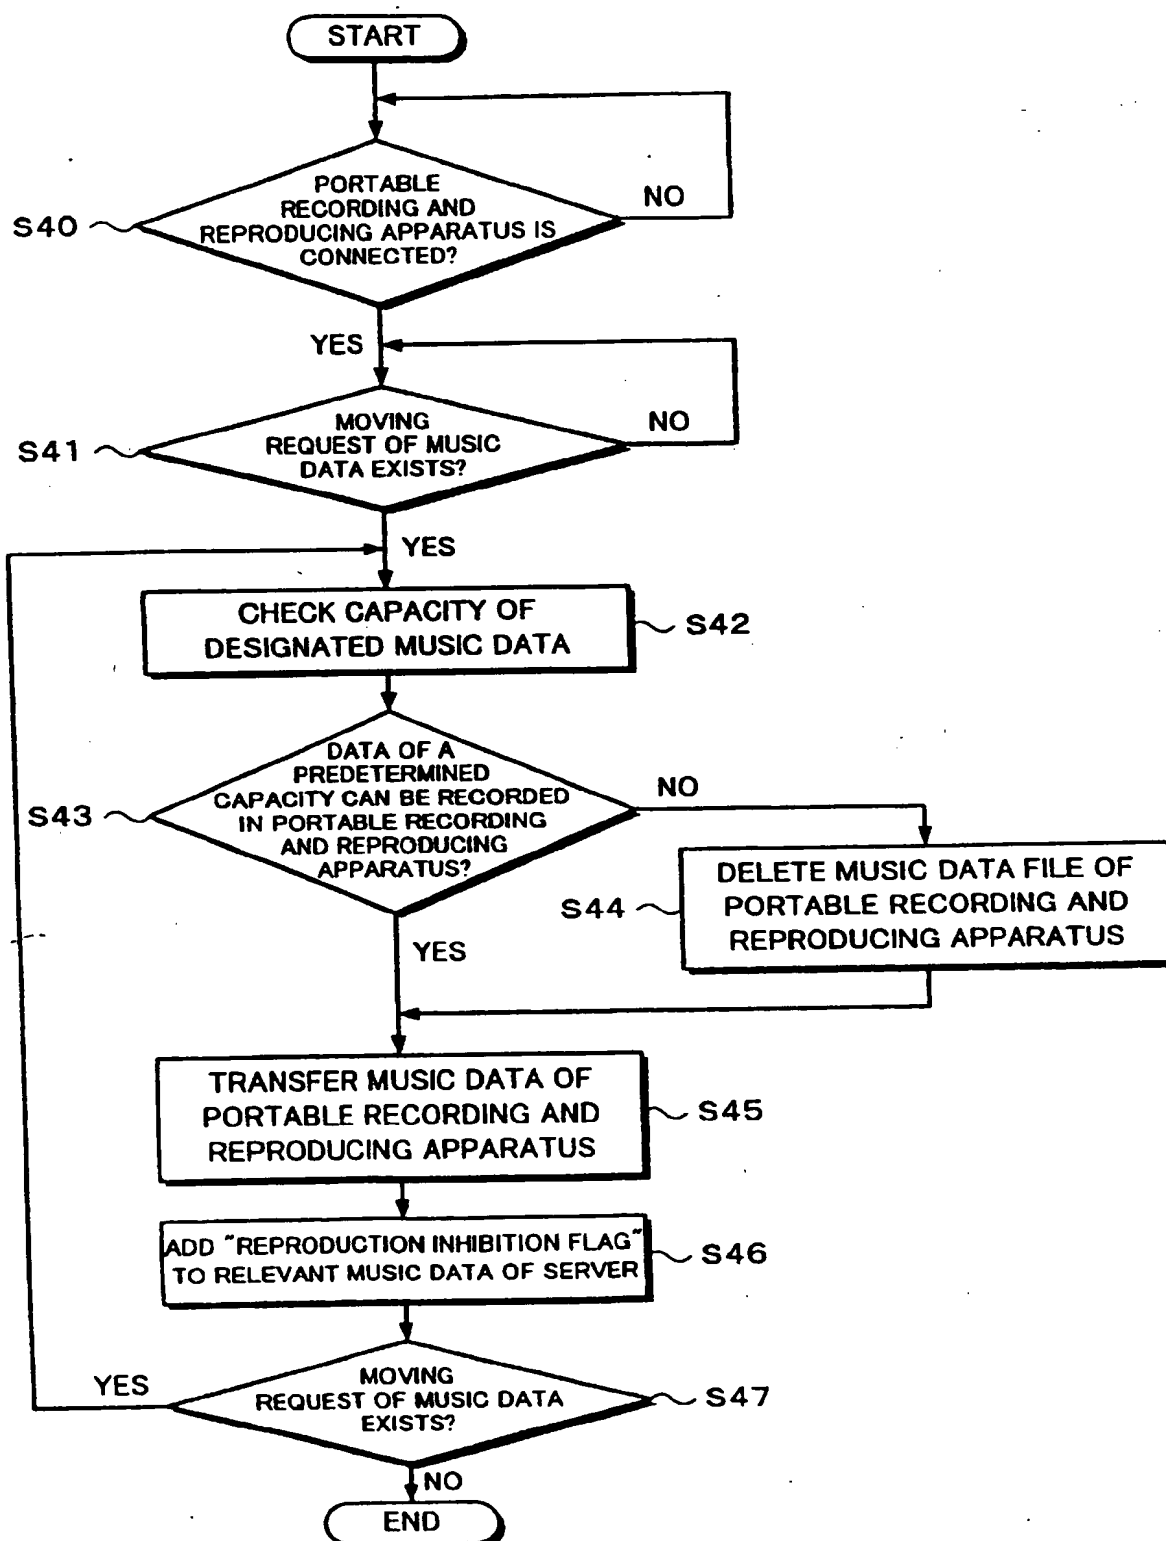 START
PORTABLE
RECORDING AND
REPRODUCING APPARATUS IS
CONNECTED?
NO
S40
YES
MOVING
REQUEST OF MUSIC
DATA EXISTS?
NO
S41
YES
CHECK CAPACITY OF
DESIGNATED MUSIC DATA
S42
DATA OF A
PREDETERMINED
CAPACITY CAN BE RECORDED
IN PORTABLE RECORDING
AND REPRODUCING
APPARATUS?
NO
S43
DELETE MUSIC DATA FILE OF
PORTABLE RECORDING AND
REPRODUCING APPARATUS
S44
YES
TRANSFER MUSIC DATA OF
PORTABLE RECORDING AND
REPRODUCING APPARATUS
S45
ADD "REPRODUCTION INHIBITION FLAG"
TO RELEVANT MUSIC DATA OF SERVER
S46
YES
MOVING
REQUEST OF MUSIC DATA
EXISTS?
S47
NO
END